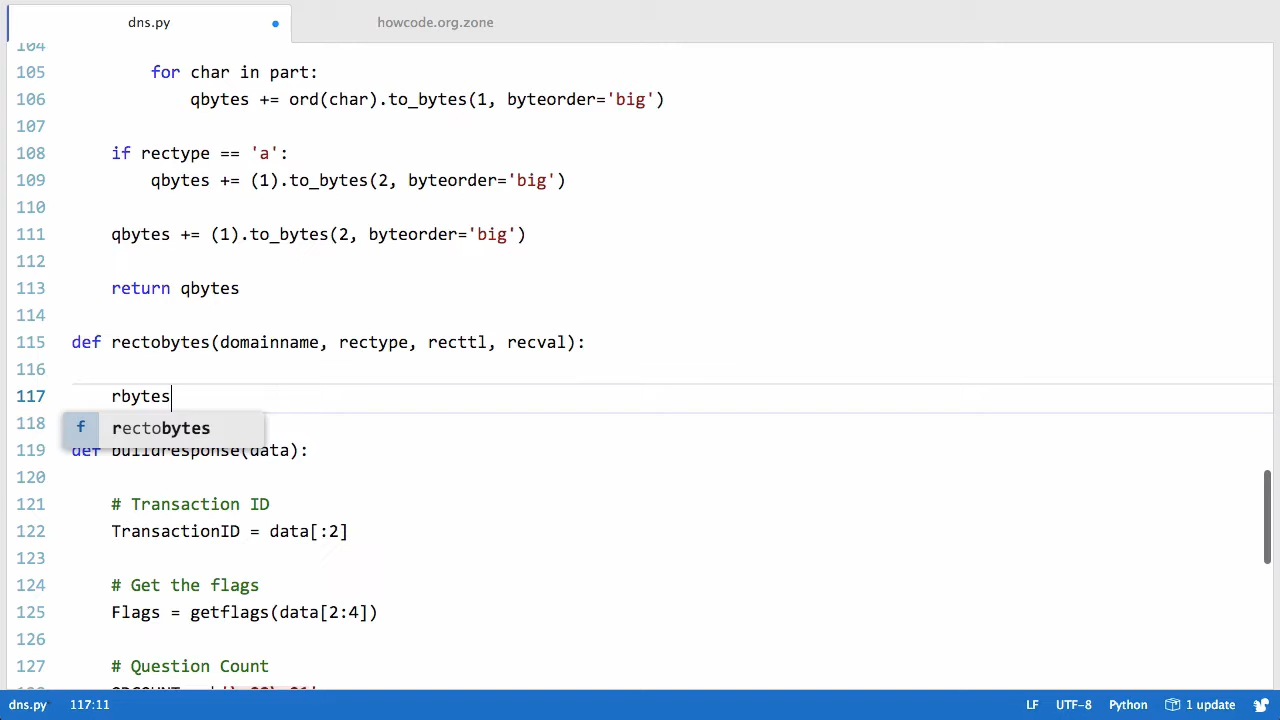 dns.py
howcode.org.zone
104
105 for char in part:
106 qbytes += ord(char).to_bytes(1, byteorder='big')
107
108 if rectype == 'a':
109 qbytes += (1).to_bytes(2, byteorder='big')
110
111 qbytes += (1).to_bytes(2, byteorder='big')
112
113 return qbytes
114
115 def rectobytes(domainname, rectype, recttl, recval):
116
117 rbytes
118 f rectobytes
119 def buildresponse(data):
120
121 # Transaction ID
122 TransactionID = data[:2]
123
124 # Get the flags
125 Flags = getflags(data[2:4])
126
127 # Question Count
dns.py 117:11 LF UTF-8 Python 1 update